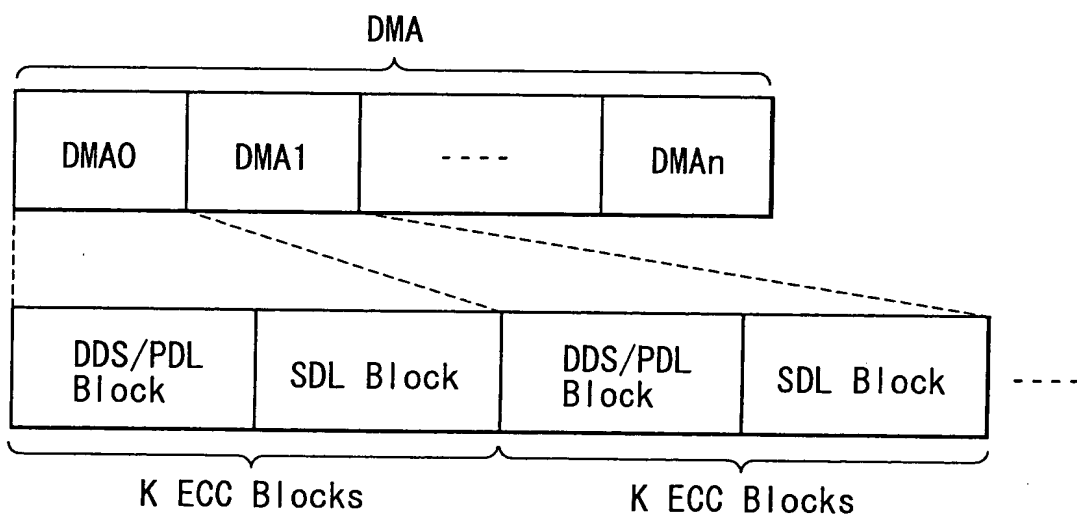 DMA
DMA0 DMA1 ---- DMAn
DDS/PDL Block SDL Block DDS/PDL Block SDL Block ----
K ECC Blocks K ECC Blocks